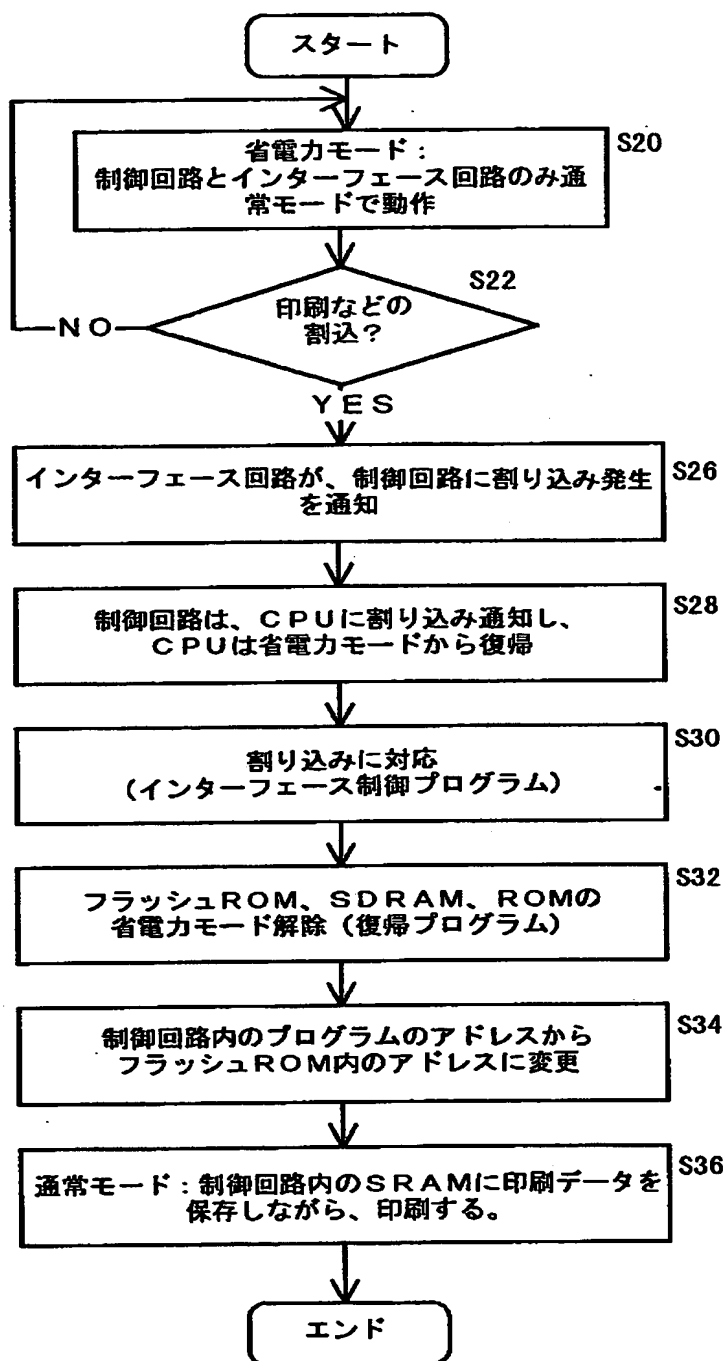 スタート
省電力モード：
制御回路とインターフェース回路のみ通
常モードで動作
S20
印刷などの
割込？
S22
NO
YES
インターフェース回路が、制御回路に割り込み発生
を通知
S26
制御回路は、CPUに割り込み通知し、
CPUは省電力モードから復帰
S28
割り込みに対応
（インターフェース制御プログラム）
S30
フラッシュROM、SDRAM、ROMの
省電力モード解除（復帰プログラム）
S32
制御回路内のプログラムのアドレスから
フラッシュROM内のアドレスに変更
S34
通常モード：制御回路内のSRAMに印刷データを
保存しながら、印刷する。
S36
エンド